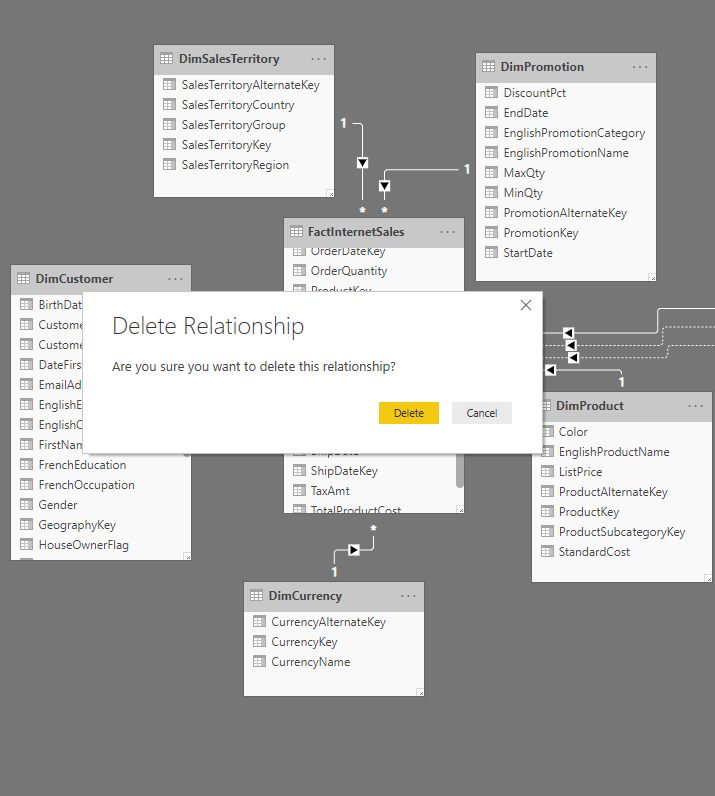 DimSalesTerritory
SalesTerritoryAlternateKey
SalesTerritoryCountry
SalesTerritoryGroup
SalesTerritoryKey
SalesTerritoryRegion
1
*
DimPromotion
DiscountPct
EndDate
EnglishPromotionCategory
EnglishPromotionName
MaxQty
MinQty
PromotionAlternateKey
PromotionKey
StartDate
1
*
FactInternetSales
OrderDateKey
OrderQuantity
ProductKey
DimCustomer
BirthDat
Custome
Custome
DateFirs
EmailAd
EnglishE
EnglishO
FirstNam
FrenchEducation
FrenchOccupation
Gender
GeographyKey
HouseOwnerFlag
Delete Relationship
Are you sure you want to delete this relationship?
Delete
Cancel
ShipDate
ShipDateKey
TaxAmt
TotalProductCost
1
DimProduct
Color
EnglishProductName
ListPrice
ProductAlternateKey
ProductKey
ProductSubcategoryKey
StandardCost
*
1
DimCurrency
CurrencyAlternateKey
CurrencyKey
CurrencyName